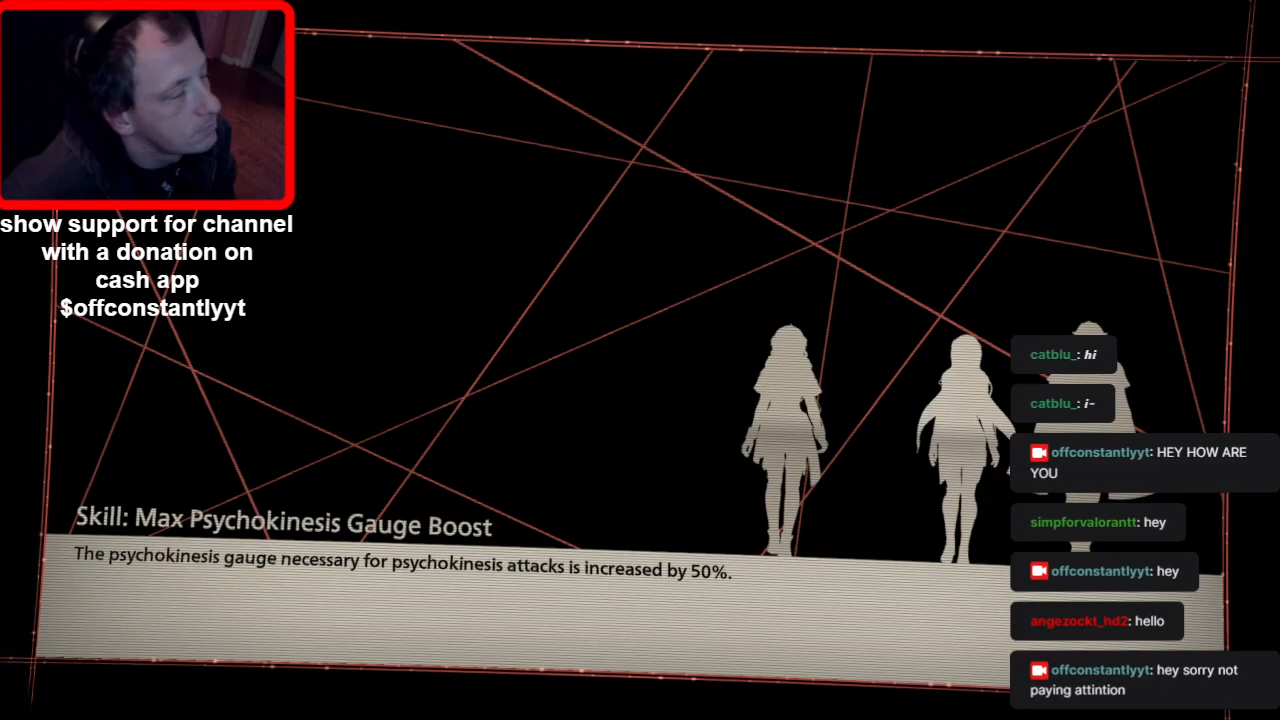 show support for channel
with a donation on
cash app
$offconstantlyyt
Skill: Max Psychokinesis Gauge Boost
The psychokinesis gauge necessary for psychokinesis attacks is increased by 50%.
catblu_: hi
catblu_: i-
offconstantlyyt: HEY HOW ARE
YOU
simpforvalorantt: hey
offconstantlyyt: hey
angezockt_hd2: hello
offconstantlyyt: hey sorry not
paying attintion